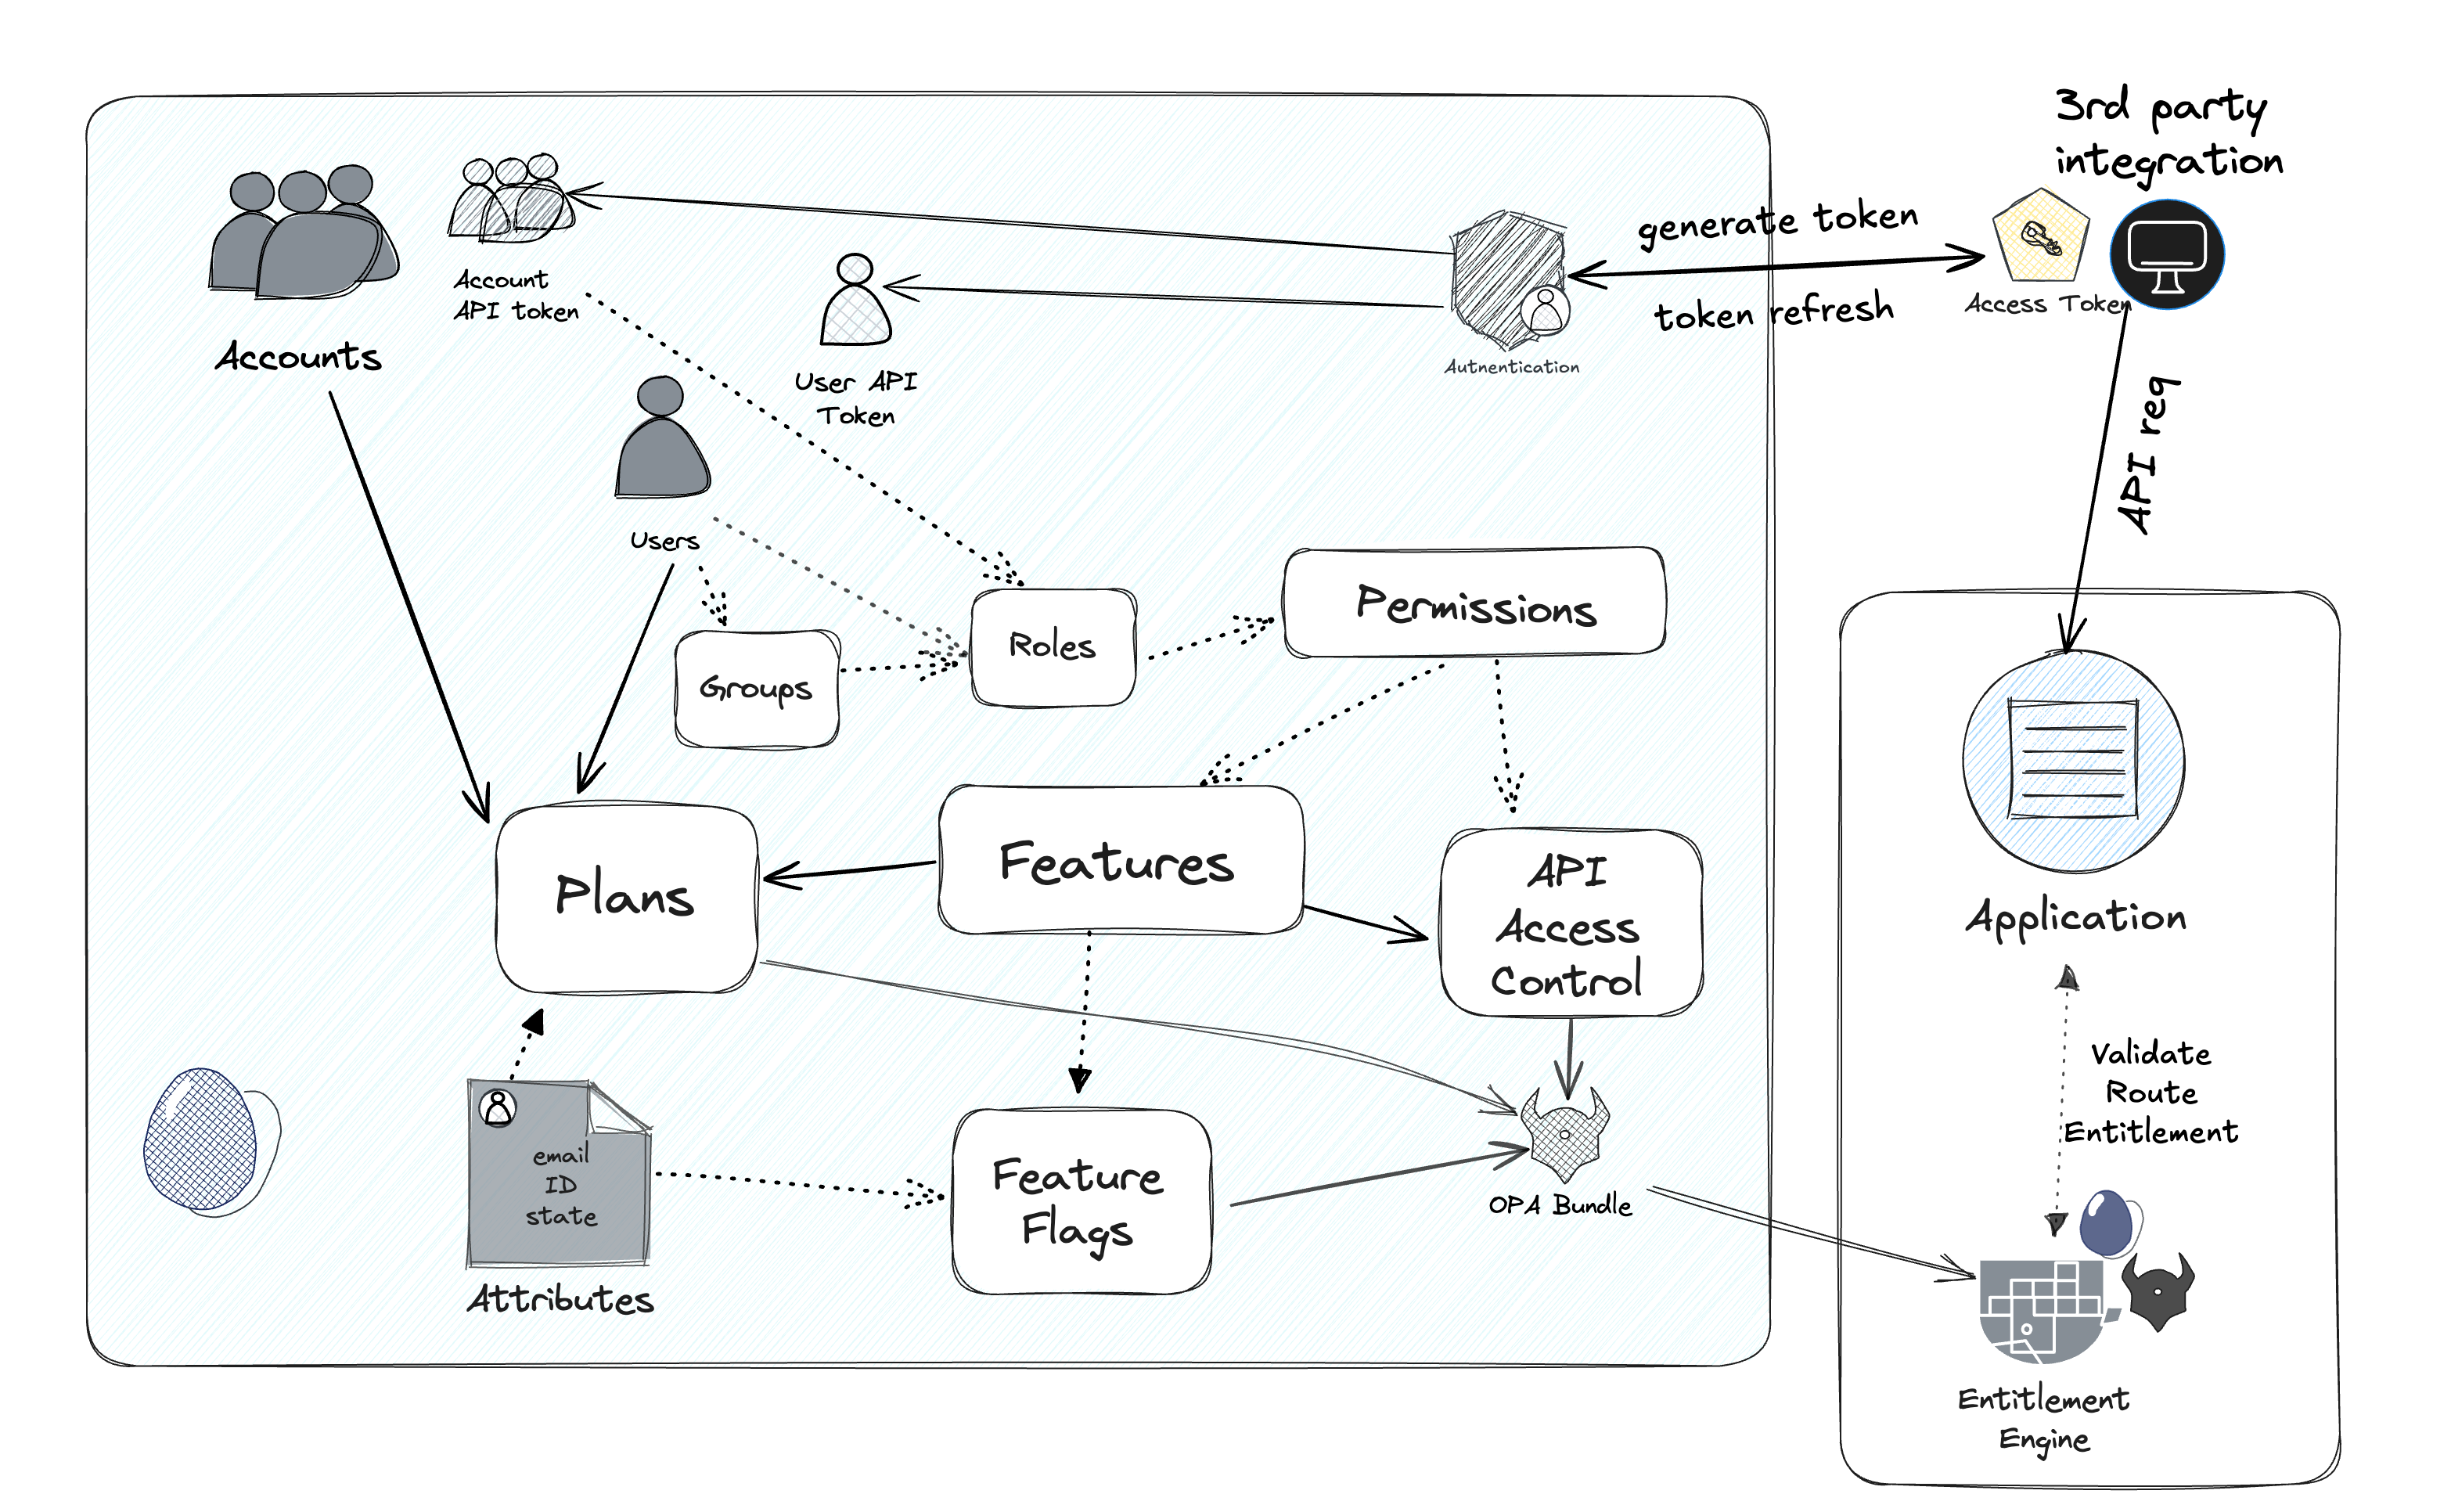 3rd party
integration
generate token
Access Token
token refresh
Account
API token
Accounts
User API
Token
Autnentication
API req
Users
Permissions
Roles
Groups
Plans
Features
API
Access
Control
Application
Validate
Route
Entitlement
email
ID
state
Attributes
Feature
Flags
OPA Bundle
Entitlement
Engine